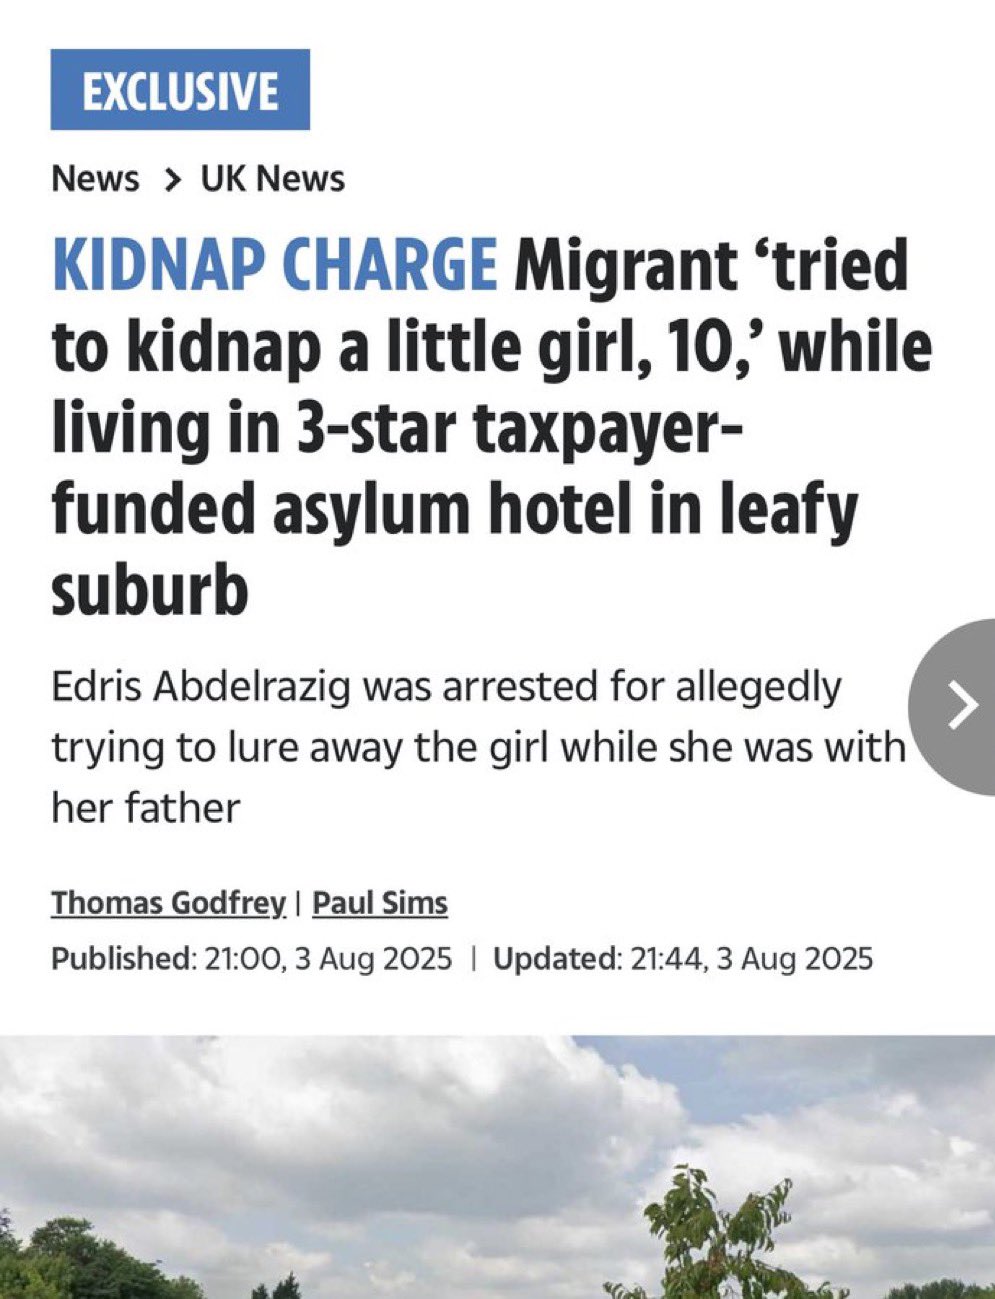 EXCLUSIVE
News > UK News
KIDNAP CHARGE Migrant ‘tried
to kidnap a little girl, 10,’ while
living in 3-star taxpayer-
funded asylum hotel in leafy
suburb
Edris Abdelrazig was arrested for allegedly
trying to lure away the girl while she was with
her father
Thomas Godfrey | Paul Sims
Published: 21:00, 3 Aug 2025 | Updated: 21:44, 3 Aug 2025